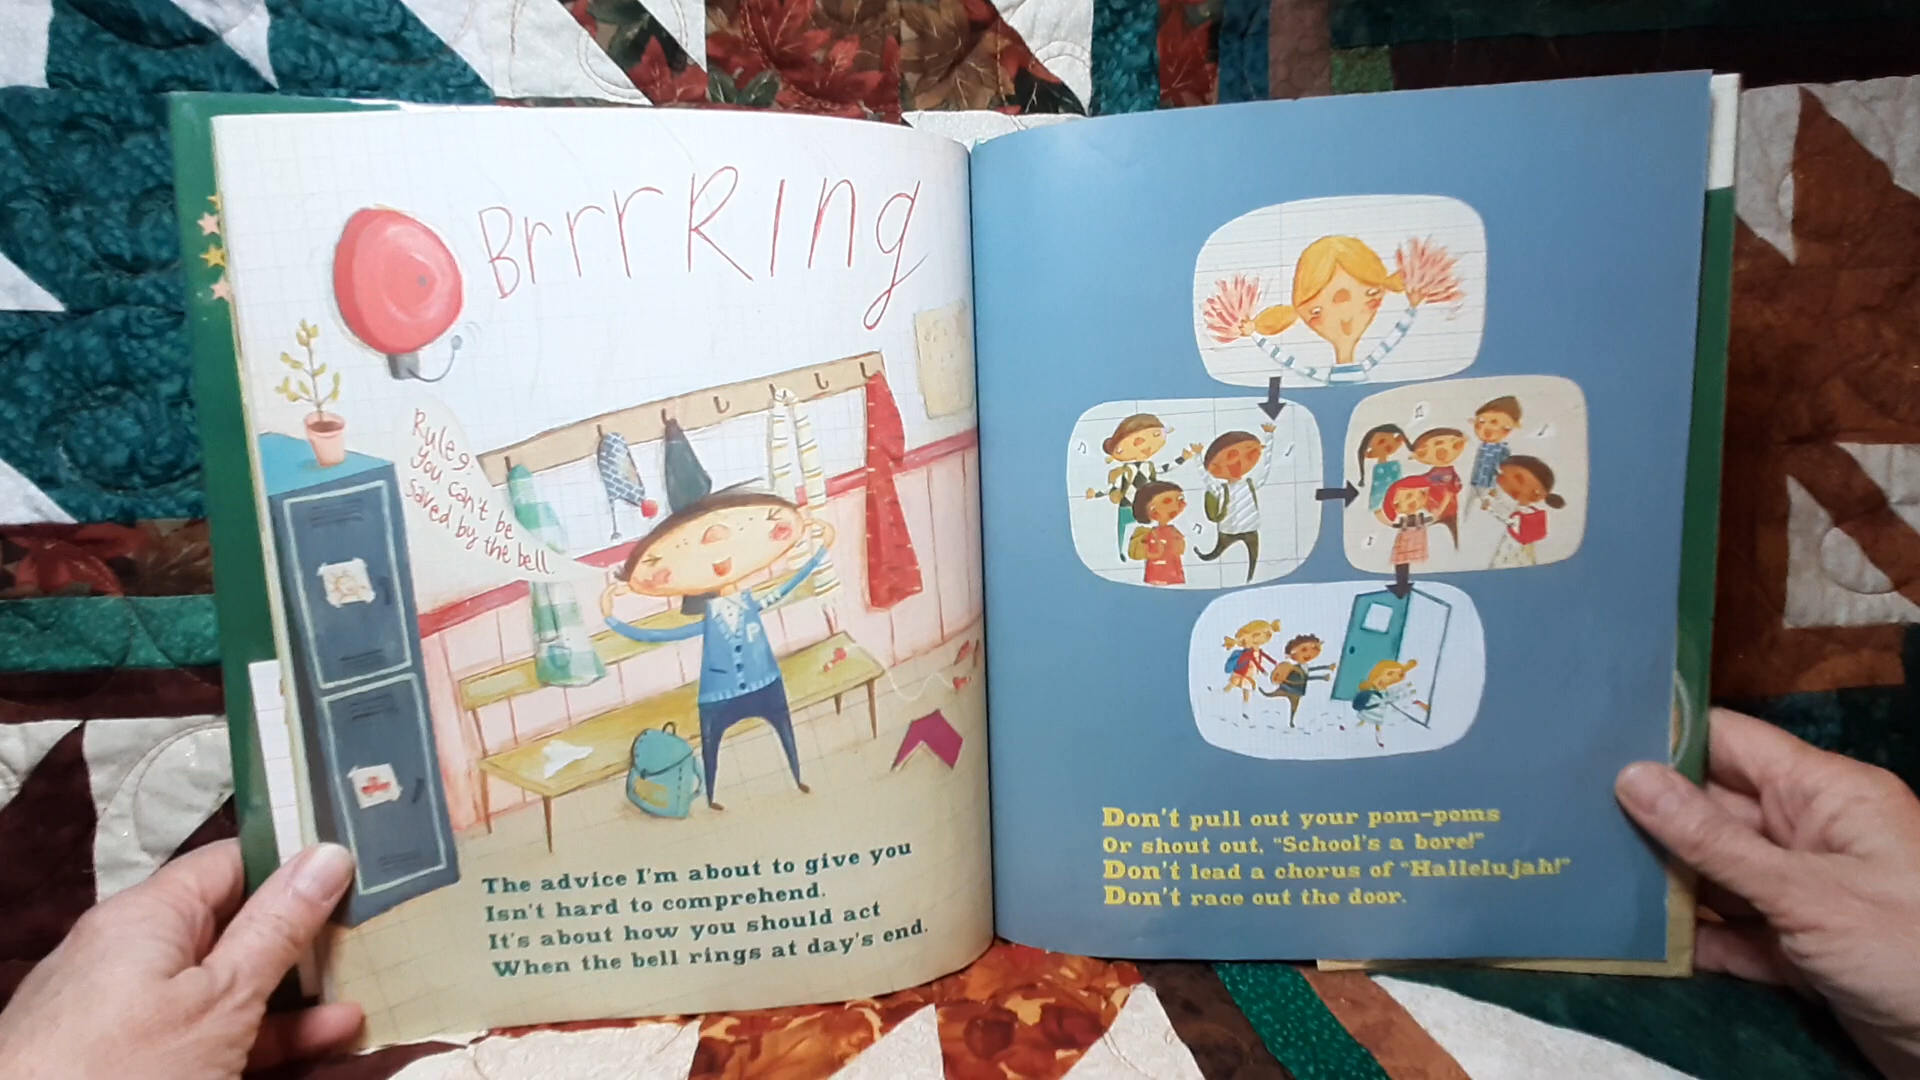 BrrrRing
Rule 9:
you can't be
saved by the bell.
P
The advice I'm about to give you
Isn't hard to comprehend.
It's about how you should act
When the bell rings at day's end.
Don't pull out your pom-poms
Or shout out, "School's a bore!"
Don't lead a chorus of "Hallelujah!"
Don't race out the door.